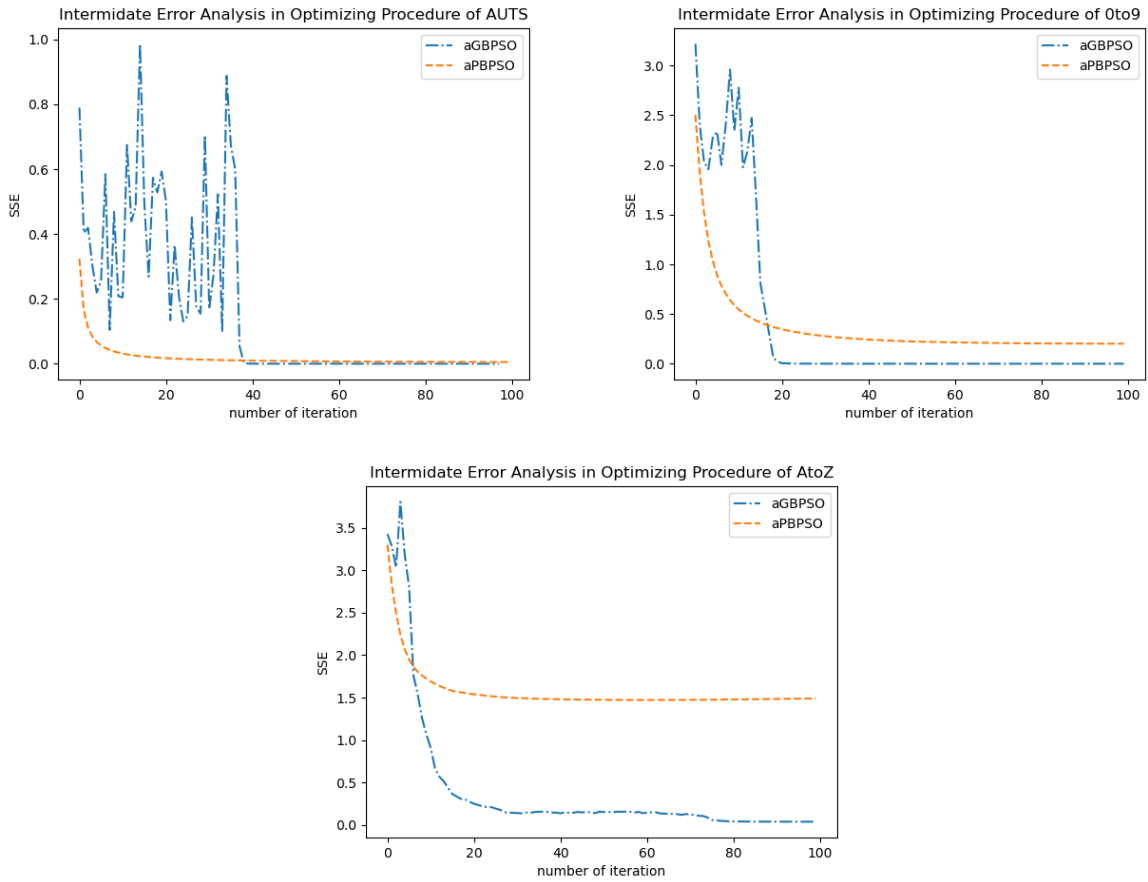 Intermidate Error Analysis in Optimizing Procedure of AUTS
1.0
0.8
0.6
0.4
0.2
0.0
SSE
aGBPSO
aPBPSO
0 20 40 60 80 100
number of iteration
Intermidate Error Analysis in Optimizing Procedure of 0to9
3.0
2.5
2.0
1.5
1.0
0.5
0.0
SSE
aGBPSO
aPBPSO
0 20 40 60 80 100
number of iteration
Intermidate Error Analysis in Optimizing Procedure of AtoZ
3.5
3.0
2.5
2.0
1.5
1.0
0.5
0.0
SSE
aGBPSO
aPBPSO
0 20 40 60 80 100
number of iteration